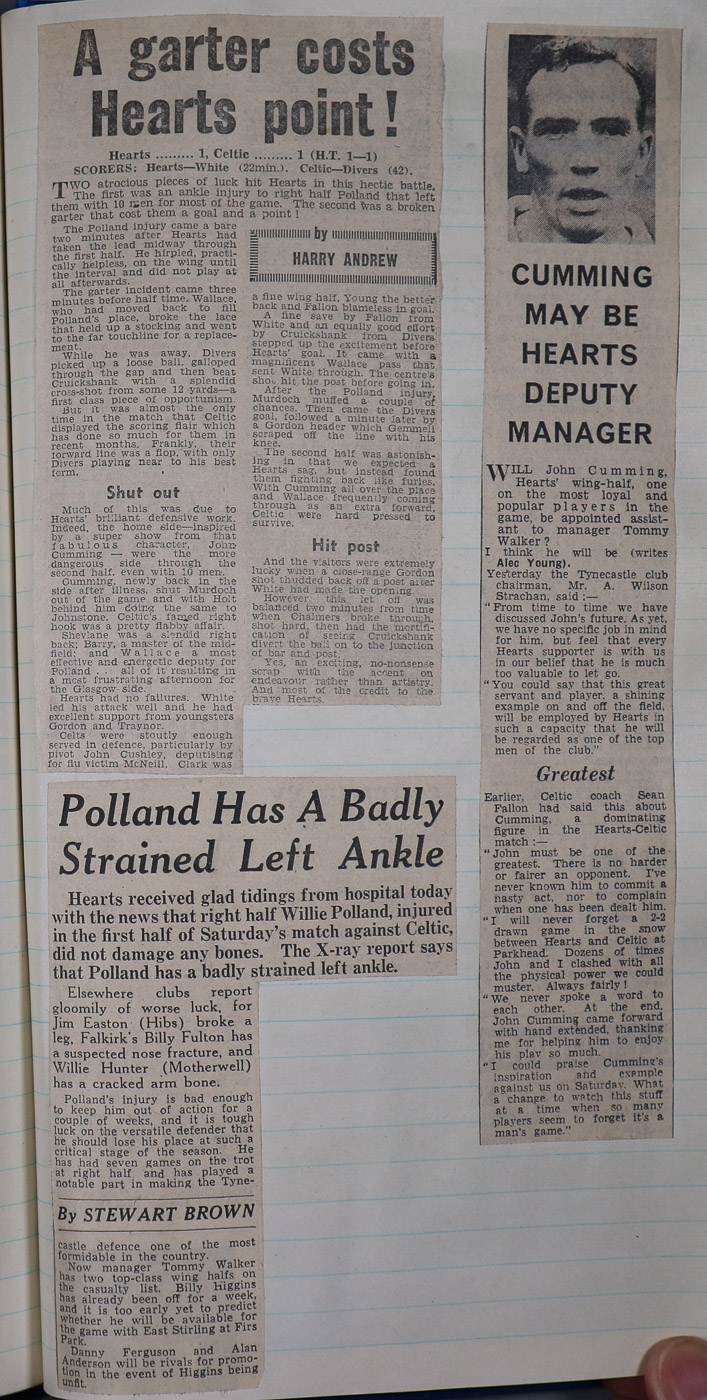 A garter costs
Hearts point!
Hearts ......... 1, Celtic ......... 1 (H.T. 1—1)
SCORERS: Hearts—White (22min.). Celtic—Divers (42).
TWO atrocious pieces of luck hit Hearts in this hectic battle.
The first was an ankle injury to right half Polland that left
them with 10 men for most of the game. The second was a broken
garter that cost them a goal and a point!
The Polland injury came a bare
two minutes after Hearts had
taken the lead midway through
the first half. He hirpled, practi-
cally helpless, on the wing until
the interval and did not play at
all afterwards.
The garter incident came three
minutes before half time. Wallace,
who had moved back to fill
Polland's place, broke the lace
that held up a stocking and went
to the far touchline for a replace-
ment.
While he was away, Divers
picked up a loose ball, galloped
through the gap and then beat
Cruickshank with a splendid
cross-shot from some 12 yards—a
first class piece of opportunism.
But it was almost the only
time in the match that Celtic
displayed the scoring flair which
has done so much for them in
recent months. Frankly, their
forward line was a flop, with only
Divers playing near to his best
form.
Shut out
Much of this was due to
Hearts' brilliant defensive work.
Indeed, the home side—inspired
by a super show from that
fabulous character, John
Cumming — were the more
dangerous side through the
second half, even with 10 men.
Cumming, newly back in the
side after illness, shut Murdoch
out of the game and with Holt
behind him doing the same to
Johnstone, Celtic's famed right
hook was a pretty flabby affair.
Shevlane was a splendid right
back; Barry, a master of the mid-
field; and Wallace a most
effective and energetic deputy for
Polland . . all of it resulting in
a most frustrating afternoon for
the Glasgow side.
Hearts had no failures. White
led his attack well and he had
excellent support from youngsters
Gordon and Traynor.
Celts were stoutly enough
served in defence, particularly by
pivot John Cushley, deputising
for flu victim McNeill. Clark was
by
HARRY ANDREW
a fine wing half, Young the better
back and Fallon blameless in goal.
A fine save by Fallon from
White and an equally good effort
by Cruickshank from Divers
stepped up the excitement before
Hearts' goal. It came with a
magnificent Wallace pass that
sent White through. The centre's
shot hit the post before going in.
After the Polland injury,
Murdoch muffed a couple of
chances. Then came the Divers
goal, followed a minute later by
a Gordon header which Gemmell
scraped off the line with his
knee.
The second half was astonish-
ing in that we expected a
Hearts sag, but instead found
them fighting back like furies.
With Cumming all over the place
and Wallace frequently coming
through as an extra forward,
Celtic were hard pressed to
survive.
Hit post
And the visitors were extremely
lucky when a close-range Gordon
shot thudded back off a post after
White had made the opening.
However, this let off was
balanced two minutes from time
when Chalmers broke through,
shot hard, then had the mortifi-
cation of seeing Cruickshank
divert the ball on to the junction
of bar and post.
Yes, an exciting, no-nonsense
scrap with the accent on
endeavour rather than artistry.
And most of the credit to the
brave Hearts.
CUMMING
MAY BE
HEARTS
DEPUTY
MANAGER
WILL John Cumming,
Hearts' wing-half, one
on the most loyal and
popular players in the
game, be appointed assist-
ant to manager Tommy
Walker?
I think he will be (writes
Alec Young).
Yesterday the Tynecastle club
chairman, Mr. A. Wilson
Strachan, said :—
"From time to time we have
discussed John's future. As yet,
we have no specific job in mind
for him, but feel that every
Hearts supporter is with us
in our belief that he is much
too valuable to let go.
"You could say that this great
servant and player, a shining
example on and off the field,
will be employed by Hearts in
such a capacity that he will
be regarded as one of the top
men of the club."
Greatest
Earlier, Celtic coach Sean
Fallon had said this about
Cumming, a dominating
figure in the Hearts-Celtic
match :—
"John must be one of the
greatest. There is no harder
or fairer an opponent. I've
never known him to commit a
nasty act, nor to complain
when one has been dealt him.
"I will never forget a 2-2
drawn game in the snow
between Hearts and Celtic at
Parkhead. Dozens of times
John and I clashed with all
the physical power we could
muster. Always fairly!
"We never spoke a word to
each other. At the end,
John Cumming came forward
with hand extended, thanking
me for helping him to enjoy
his play so much.
"I could praise Cumming's
inspiration and example
against us on Saturday. What
a change to watch this stuff
at a time when so many
players seem to forget it's a
man's game."
Polland Has A Badly
Strained Left Ankle
Hearts received glad tidings from hospital today
with the news that right half Willie Polland, injured
in the first half of Saturday's match against Celtic,
did not damage any bones. The X-ray report says
that Polland has a badly strained left ankle.
Elsewhere clubs report
gloomily of worse luck, for
Jim Easton (Hibs) broke a
leg, Falkirk's Billy Fulton has
a suspected nose fracture, and
Willie Hunter (Motherwell)
has a cracked arm bone.
Polland's injury is bad enough
to keep him out of action for a
couple of weeks, and it is tough
luck on the versatile defender that
he should lose his place at such a
critical stage of the season. He
has had seven games on the trot
at right half, and has played a
notable part in making the Tyne-
By STEWART BROWN
castle defence one of the most
formidable in the country.
Now manager Tommy Walker
has two top-class wing halfs on
the casualty list. Billy Higgins
has already been off for a week,
and it is too early yet to predict
whether he will be available for
the game with East Stirling at Firs
Park.
Danny Ferguson and Alan
Anderson will be rivals for promo-
tion in the event of Higgins being
unfit.